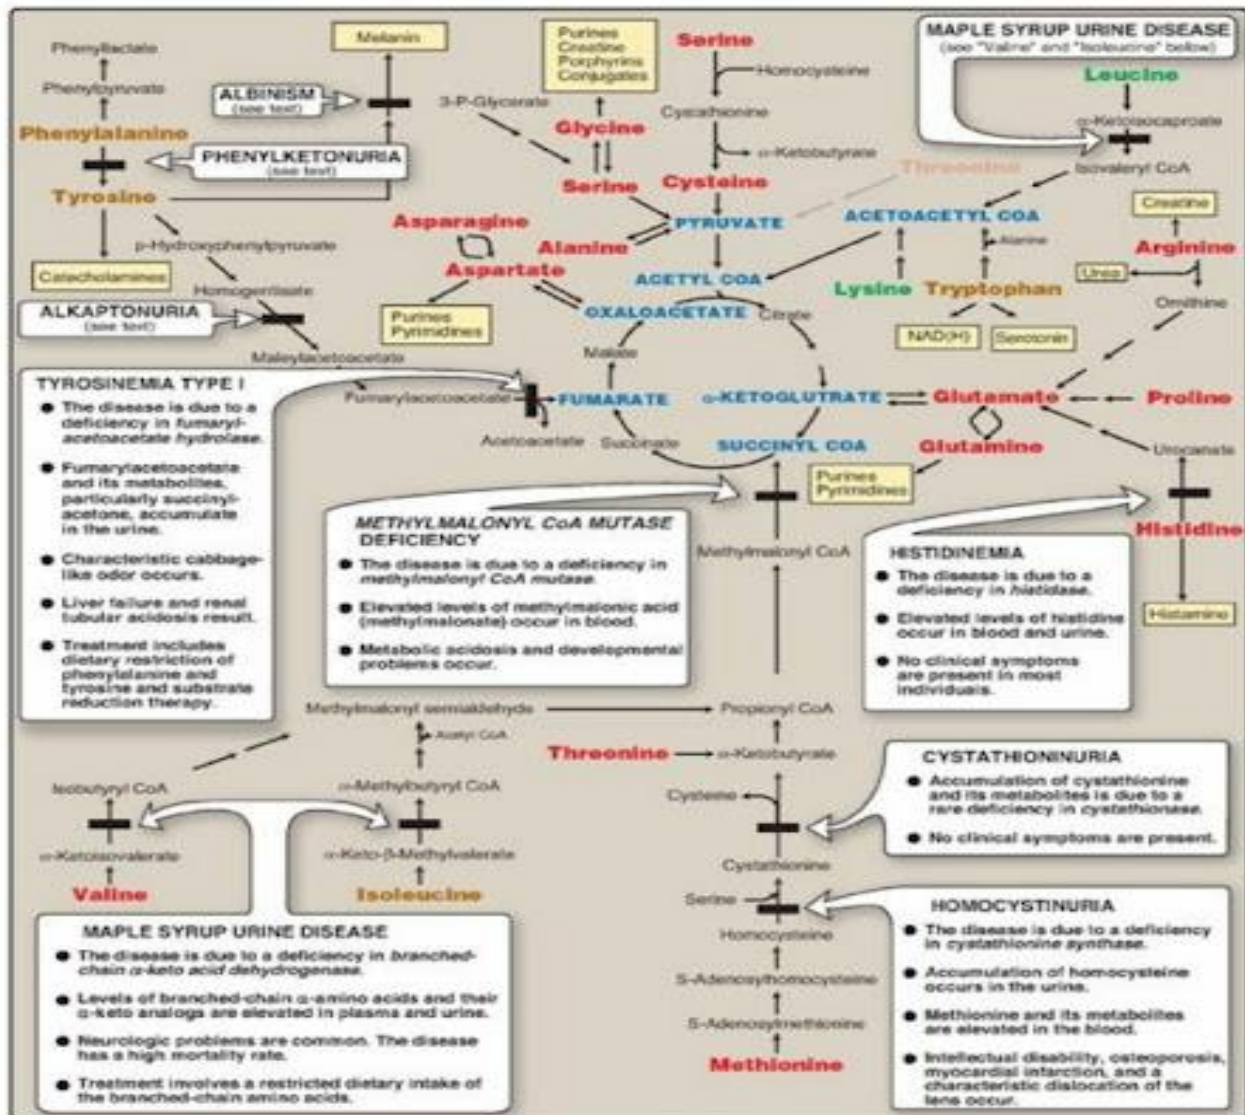 Phenyllactate
Phenylpyruvate
Phenylalanine
Tyrosine
Catecholamines
Melanin
ALBINISM
(see text)
PHENYLKETONURIA
(see text)
p-Hydroxyphenylpyruvate
Homogentisate
ALKAPTONURIA
(see text)
Maleylacetoacetate
Fumarylacetoacetate
Acetoacetate
Purines
Creatine
Porphyrins
Conjugates
3-P-Glycerate
Glycine
Serine
Serine
Homocysteine
Cystathionine
α-Ketobutyrate
Cysteine
Threonine
PYRUVATE
Asparagine
Alanine
Aspartate
Purines
Pyrimidines
ACETYL COA
OXALOACETATE
Citrate
Malate
FUMARATE
Succinate
SUCCINYL COA
α-KETOGLUTRATE
MAPLE SYRUP URINE DISEASE
(see "Valine" and "Isoleucine" below)
Leucine
α-Ketoisocaproate
Isovaleryl CoA
ACETOACETYL COA
Alanine
Lysine
Tryptophan
NAD(H)
Serotonin
Creatine
Arginine
Urea
Ornithine
Glutamate
Proline
Glutamine
Purines
Pyrimidines
Urocanate
Histidine
Histamine
TYROSINEMIA TYPE I
● The disease is due to a
deficiency in fumaryl-
acetoacetate hydrolase.
● Fumarylacetoacetate
and its metabolites,
particularly succinyl-
acetone, accumulate
in the urine.
● Characteristic cabbage-
like odor occurs.
● Liver failure and renal
tubular acidosis result.
● Treatment includes
dietary restriction of
phenylalanine and
tyrosine and substrate
reduction therapy.
METHYLMALONYL CoA MUTASE
DEFICIENCY
● The disease is due to a deficiency in
methylmalonyl CoA mutase.
● Elevated levels of methylmalonic acid
(methylmalonate) occur in blood.
● Metabolic acidosis and developmental
problems occur.
Methylmalonyl CoA
HISTIDINEMIA
● The disease is due to a
deficiency in histidase.
● Elevated levels of histidine
occur in blood and urine.
● No clinical symptoms
are present in most
individuals.
Methylmalonyl semialdehyde
Propionyl CoA
Acetyl CoA
Threonine
α-Ketobutyrate
Isobutyryl CoA
α-Methylbutyryl CoA
Cysteine
α-Ketoisovalerate
α-Keto-β-Methylvalerate
Cystathionine
Valine
Isoleucine
Serine
Homocysteine
S-Adenosylhomocysteine
S-Adenosylmethionine
Methionine
CYSTATHIONINURIA
● Accumulation of cystathionine
and its metabolites is due to a
rare deficiency in cystathionase.
● No clinical symptoms are present.
MAPLE SYRUP URINE DISEASE
● The disease is due to a deficiency in branched-
chain α-keto acid dehydrogenase.
● Levels of branched-chain α-amino acids and their
α-keto analogs are elevated in plasma and urine.
● Neurologic problems are common. The disease
has a high mortality rate.
● Treatment involves a restricted dietary intake of
the branched-chain amino acids.
HOMOCYSTINURIA
● The disease is due to a deficiency
in cystathionine synthase.
● Accumulation of homocysteine
occurs in the urine.
● Methionine and its metabolites
are elevated in the blood.
● Intellectual disability, osteoporosis,
myocardial infarction, and a
characteristic dislocation of the
lens occur.